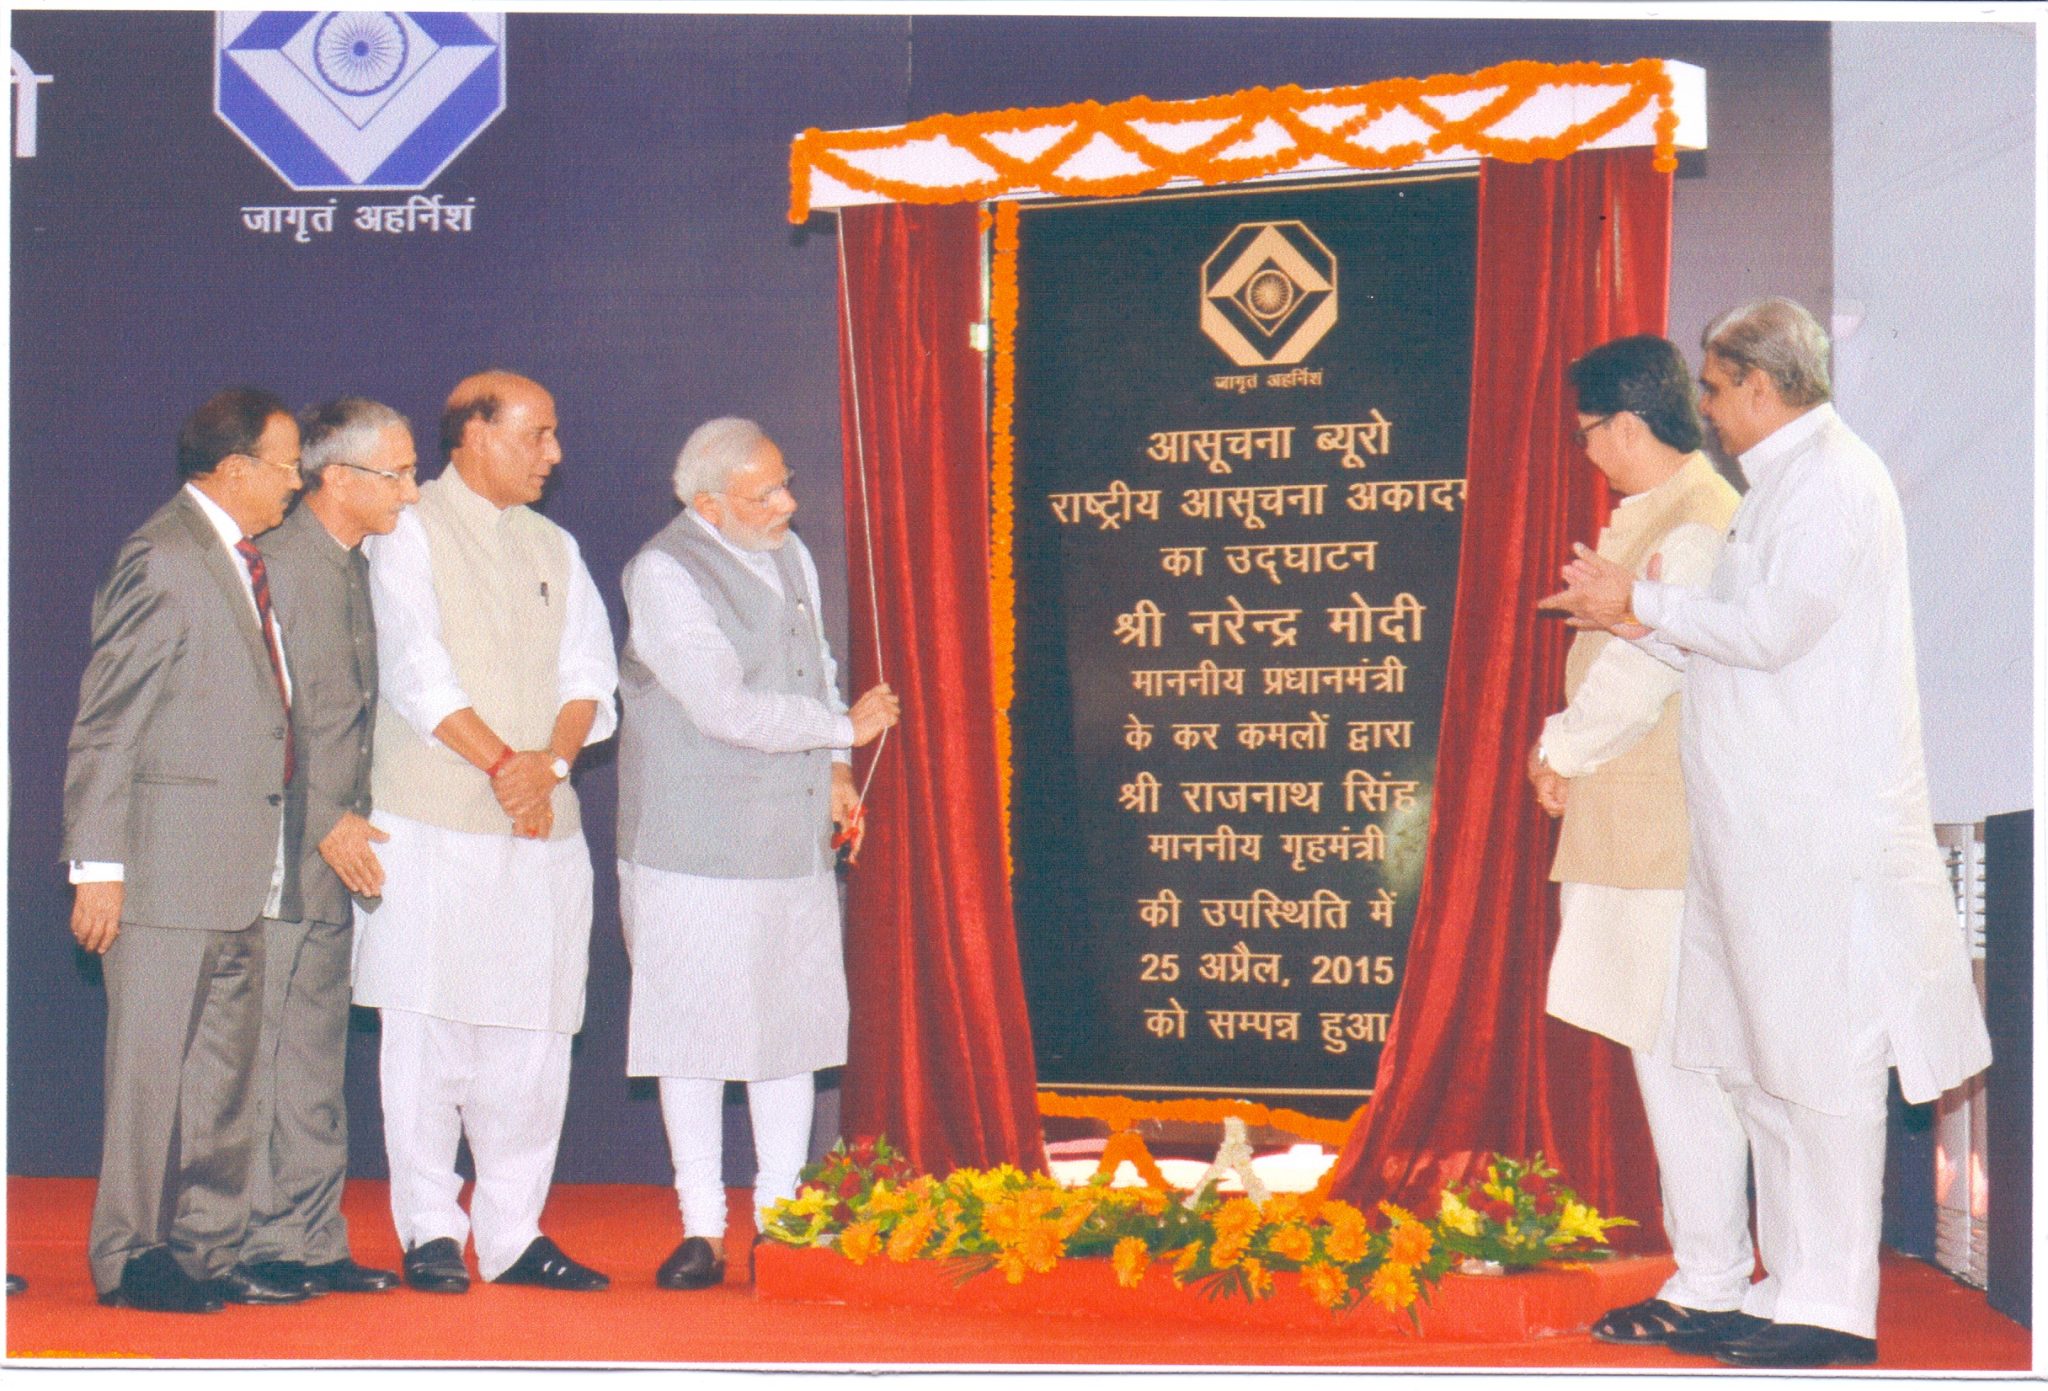 जागृतं अहर्निशं
जागृतं अहर्निशं
आसूचना ब्यूरो
राष्ट्रीय आसूचना
का उद्घाटन
श्री नरेन्द्र मोदी
माननीय प्रधानमंत्री
के कर कमलों द्वारा
श्री राजनाथ सिंह
माननीय गृहमंत्री
की उपस्थिति में
25 अप्रैल, 2015
को सम्पन्न हुआ